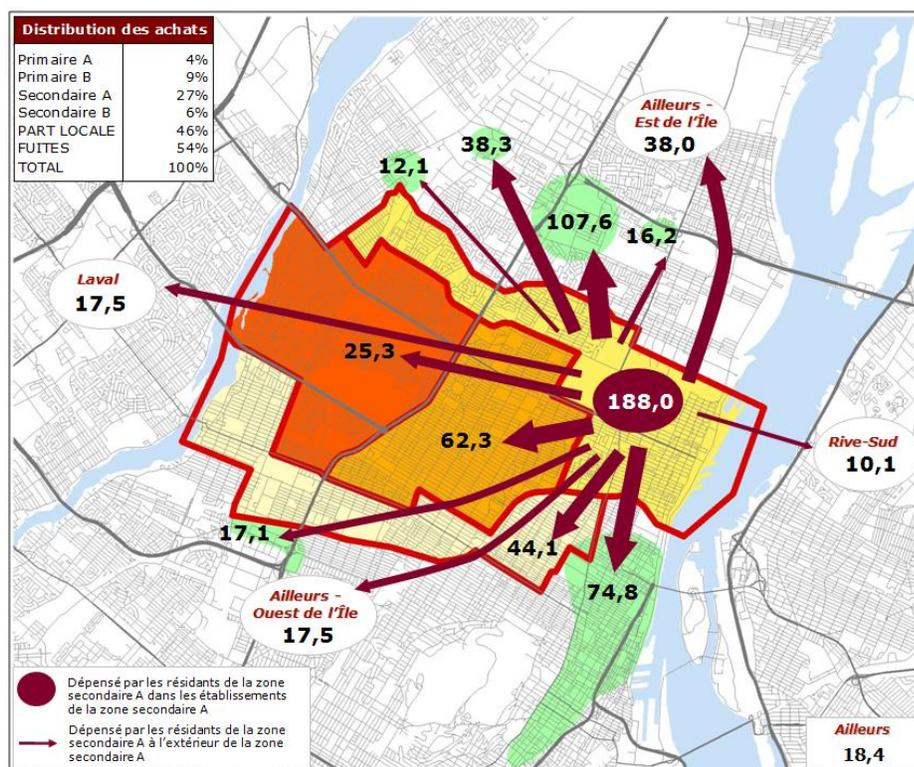 Distribution des achats
Primaire A 4%
Primaire B 9%
Secondaire A 27%
Secondaire B 6%
PART LOCALE 46%
FUITES 54%
TOTAL 100%
Ailleurs -
Est de l'Île
38,0
38,3
12,1
107,6
16,2
Laval
17,5
25,3
188,0
62,3
Rive-Sud
10,1
17,1
44,1
74,8
Ailleurs -
Ouest de l'Île
17,5
Dépensé par les résidants de la zone
secondaire A dans les établissements
de la zone secondaire A
Dépensé par les résidants de la zone
secondaire A à l'extérieur de la zone
secondaire A
Ailleurs
18,4